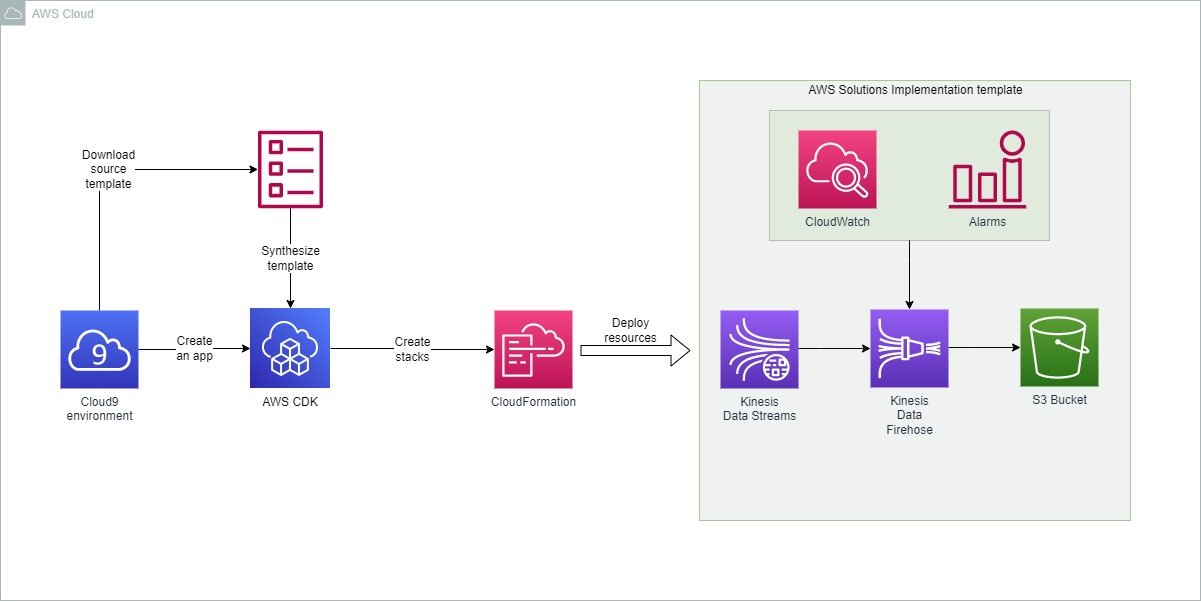 AWS Cloud
AWS Solutions Implementation template
CloudWatch
Alarms
Download
source
template
Synthesize
template
9
Create
an app
Create
stacks
Deploy
resources
Cloud9
environment
AWS CDK
CloudFormation
Kinesis
Data Streams
Kinesis
Data
Firehose
S3 Bucket